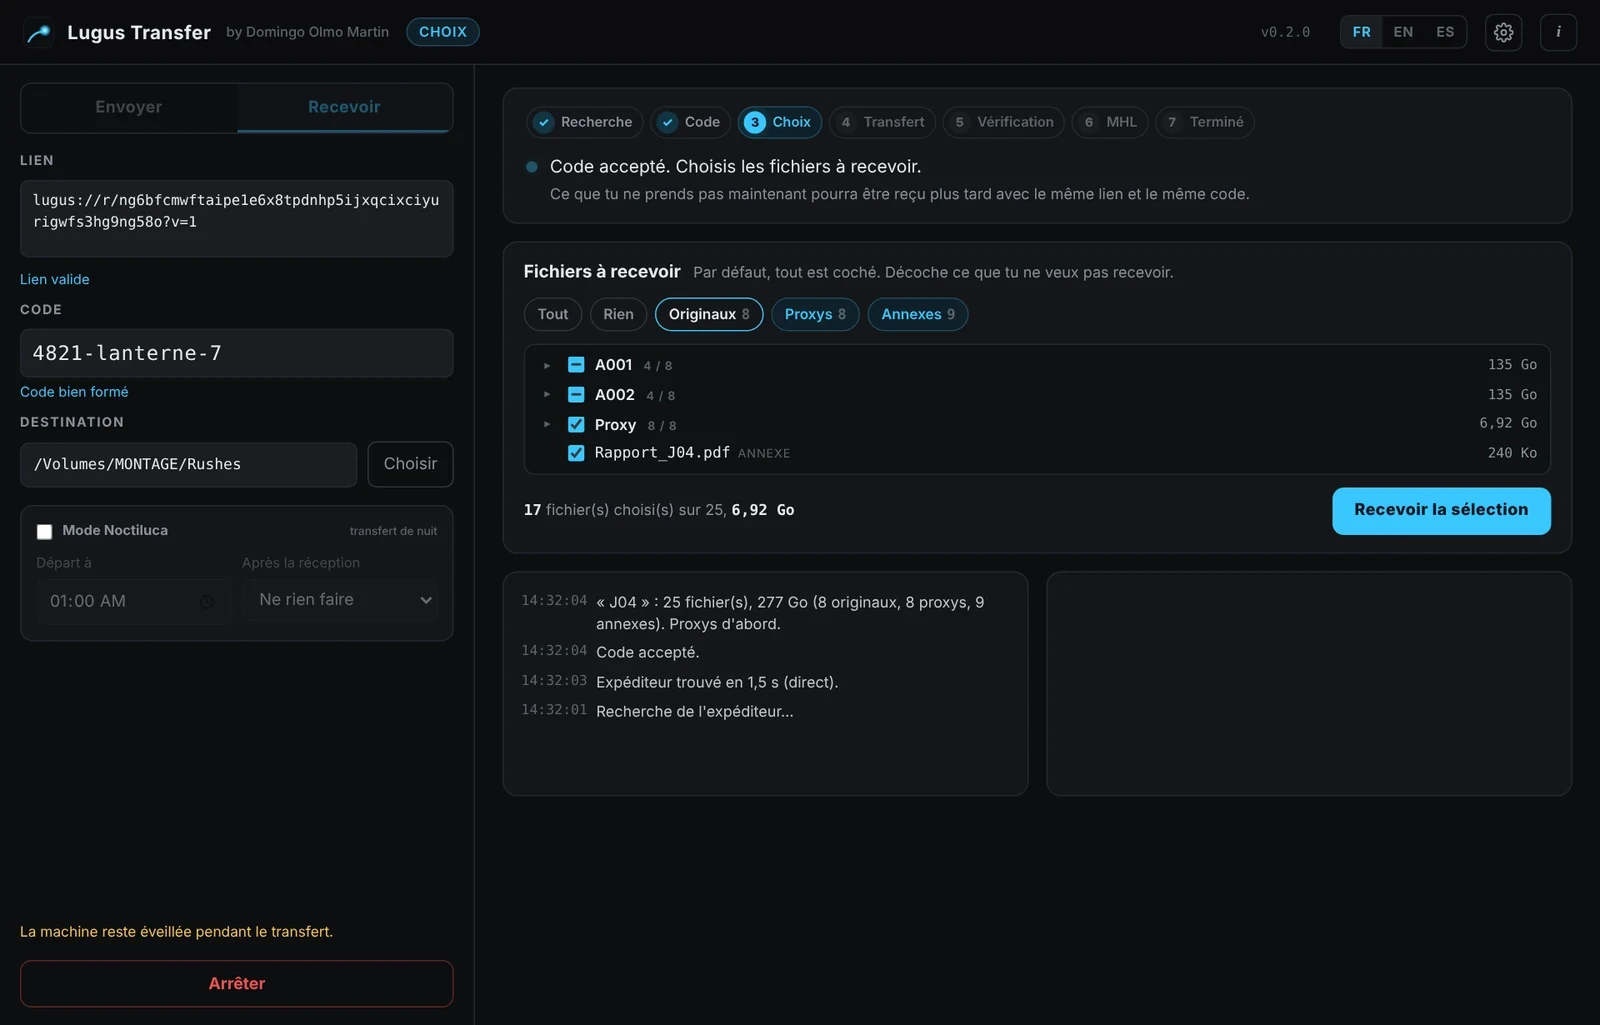 Lugus Transfer by Domingo Olmo Martin CHOIX v0.2.0 FR EN ES i
Envoyer Recevoir
LIEN
lugus://r/ng6bfcmwftaipe1e6x8tpdnhp5ijxqcixciyu
rigwfs3hg9ng58o?v=1
Lien valide
CODE
4821-lanterne-7
Code bien formé
DESTINATION
/Volumes/MONTAGE/Rushes Choisir
Mode Noctiluca transfert de nuit
Départ à Après la réception
01:00 AM Ne rien faire
La machine reste éveillée pendant le transfert.
Arrêter
Recherche Code 3 Choix 4 Transfert 5 Vérification 6 MHL 7 Terminé
Code accepté. Choisis les fichiers à recevoir.
Ce que tu ne prends pas maintenant pourra être reçu plus tard avec le même lien et le même code.
Fichiers à recevoir Par défaut, tout est coché. Décoche ce que tu ne veux pas recevoir.
Tout Rien Originaux 8 Proxys 8 Annexes 9
A001 4 / 8 135 Go
A002 4 / 8 135 Go
Proxy 8 / 8 6,92 Go
Rapport_J04.pdf ANNEXE 240 Ko
17 fichier(s) choisi(s) sur 25, 6,92 Go Recevoir la sélection
14:32:04 « J04 » : 25 fichier(s), 277 Go (8 originaux, 8 proxys, 9
annexes). Proxys d'abord.
14:32:04 Code accepté.
14:32:03 Expéditeur trouvé en 1,5 s (direct).
14:32:01 Recherche de l'expéditeur...